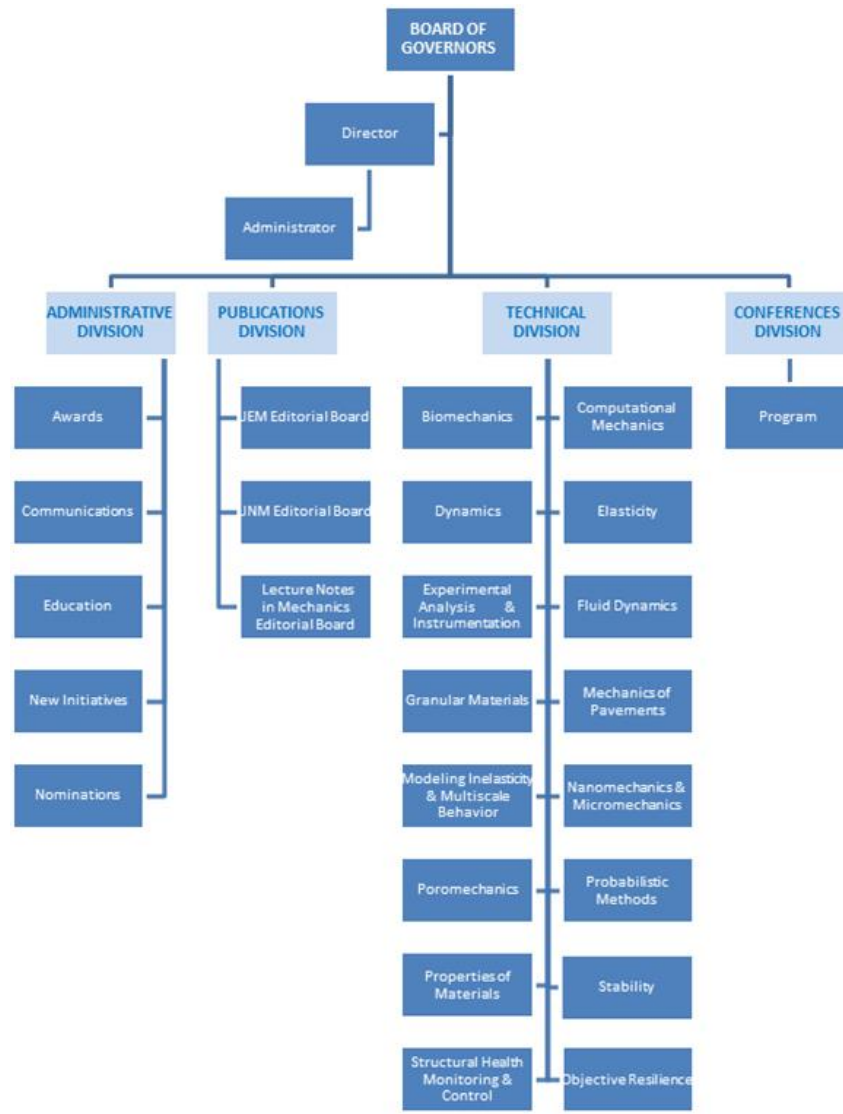 BOARD OF
GOVERNORS
Director
Administrator
ADMINISTRATIVE
DIVISION
PUBLICATIONS
DIVISION
TECHNICAL
DIVISION
CONFERENCES
DIVISION
Awards
JEM Editorial Board
Biomechanics
Computational
Mechanics
Program
Communications
JNM Editorial Board
Dynamics
Elasticity
Education
Lecture Notes
in Mechanics
Editorial Board
Experimental
Analysis &
Instrumentation
Fluid Dynamics
New Initiatives
Granular Materials
Mechanics of
Pavements
Nominations
Modeling Inelasticity
& Multiscale
Behavior
Nanomechanics &
Micromechanics
Poromechanics
Probabilistic
Methods
Properties of
Materials
Stability
Structural Health
Monitoring &
Control
Objective Resilience